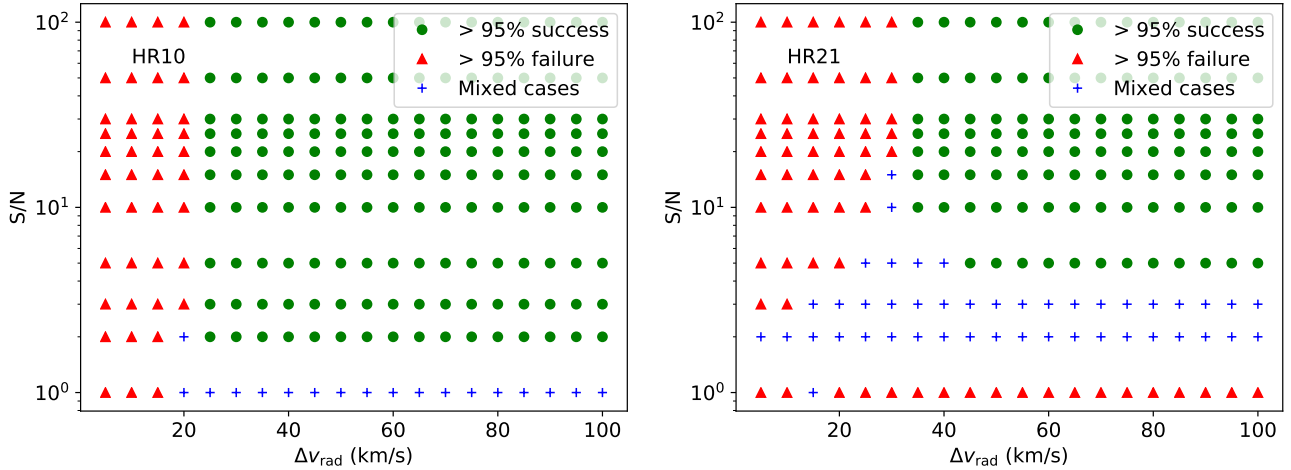 HR10
> 95% success
> 95% failure
Mixed cases
S/N
10²
10¹
10⁰
20 40 60 80 100
Δv_rad (km/s)
HR21
> 95% success
> 95% failure
Mixed cases
S/N
10²
10¹
10⁰
20 40 60 80 100
Δv_rad (km/s)